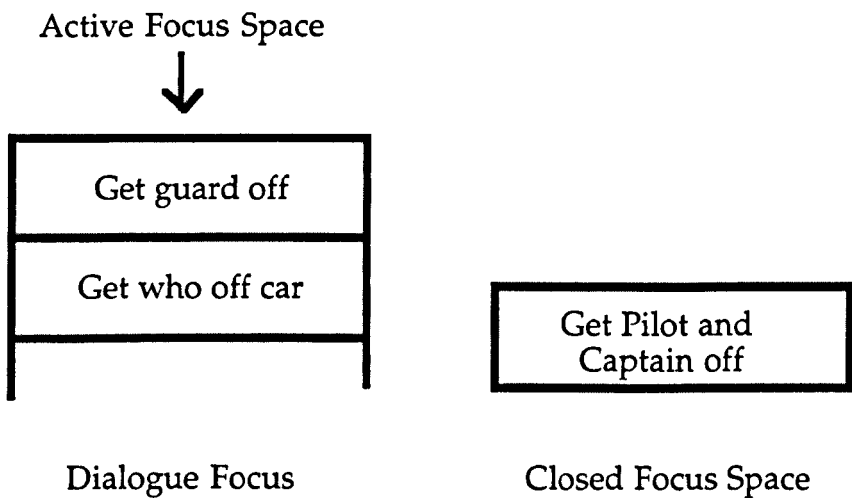 Active Focus Space
Get guard off
Get who off car
Get Pilot and
Captain off
Dialogue Focus
Closed Focus Space